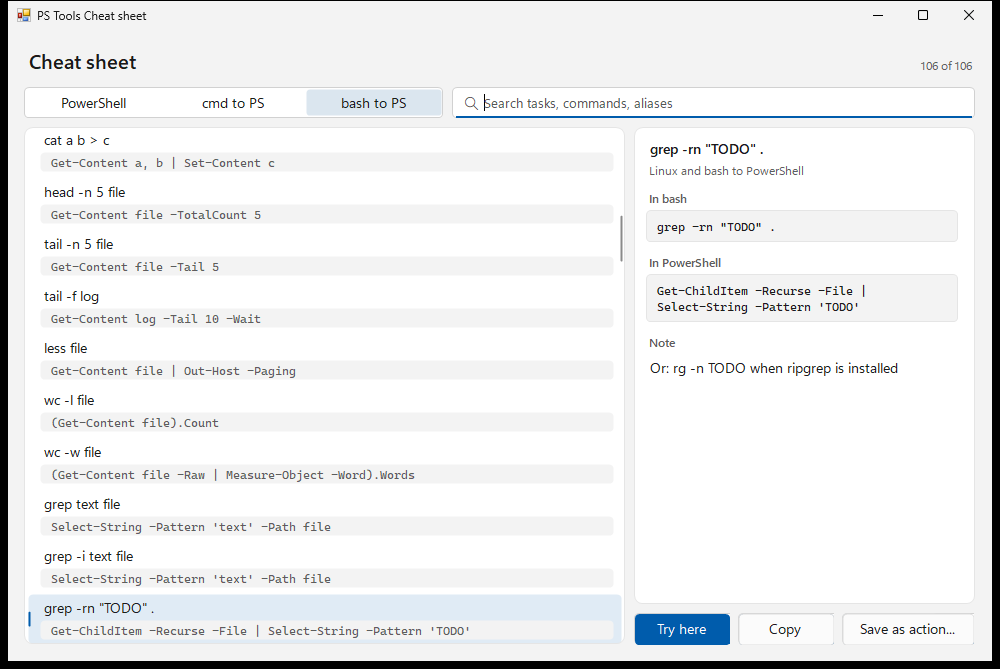 PS Tools Cheat sheet
Cheat sheet
106 of 106
PowerShell
cmd to PS
bash to PS
Search tasks, commands, aliases
cat a b > c
Get-Content a, b | Set-Content c
head -n 5 file
Get-Content file -TotalCount 5
tail -n 5 file
Get-Content file -Tail 5
tail -f log
Get-Content log -Tail 10 -Wait
less file
Get-Content file | Out-Host -Paging
wc -l file
(Get-Content file).Count
wc -w file
(Get-Content file -Raw | Measure-Object -Word).Words
grep text file
Select-String -Pattern 'text' -Path file
grep -i text file
Select-String -Pattern 'text' -Path file
grep -rn "TODO" .
Get-ChildItem -Recurse -File | Select-String -Pattern 'TODO'
grep -rn "TODO" .
Linux and bash to PowerShell
In bash
grep -rn "TODO" .
In PowerShell
Get-ChildItem -Recurse -File |
Select-String -Pattern 'TODO'
Note
Or: rg -n TODO when ripgrep is installed
Try here
Copy
Save as action...